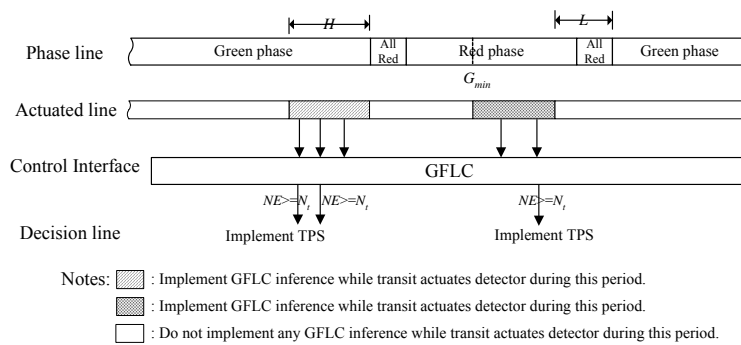 H
L
Phase line
Green phase
All Red
Red phase
All Red
Green phase
G_min
Actuated line
Control Interface
GFLC
NE>=N_t
NE>=N_t
NE>=N_t
Decision line
Implement TPS
Implement TPS
Notes:
: Implement GFLC inference while transit actuates detector during this period.
: Implement GFLC inference while transit actuates detector during this period.
: Do not implement any GFLC inference while transit actuates detector during this period.